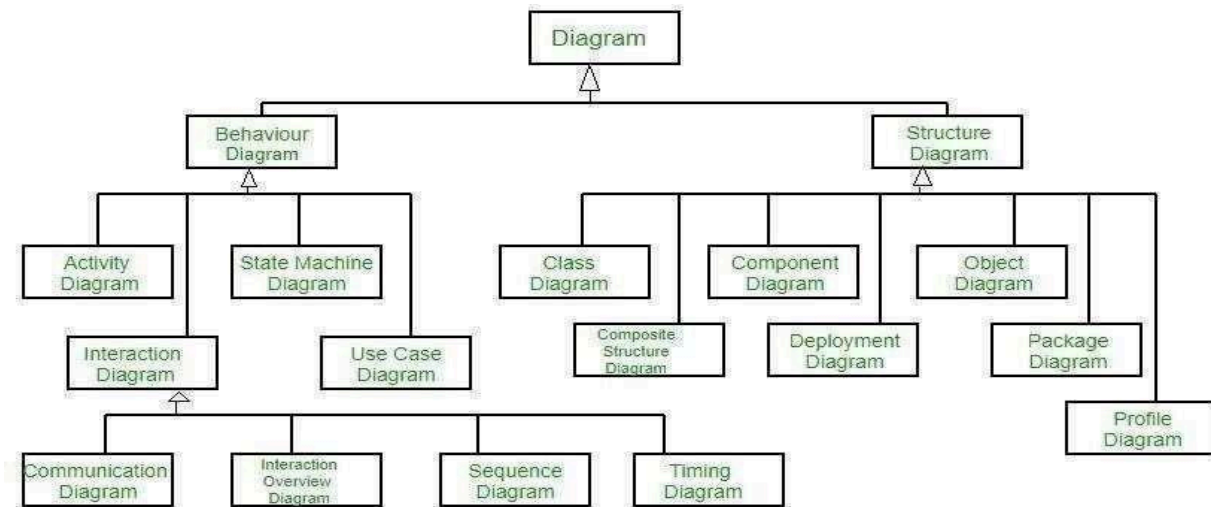 Diagram
Behaviour
Diagram
Structure
Diagram
Activity
Diagram
State Machine
Diagram
Class
Diagram
Component
Diagram
Object
Diagram
Interaction
Diagram
Use Case
Diagram
Composite
Structure
Diagram
Deployment
Diagram
Package
Diagram
Profile
Diagram
Communication
Diagram
Interaction
Overview
Diagram
Sequence
Diagram
Timing
Diagram